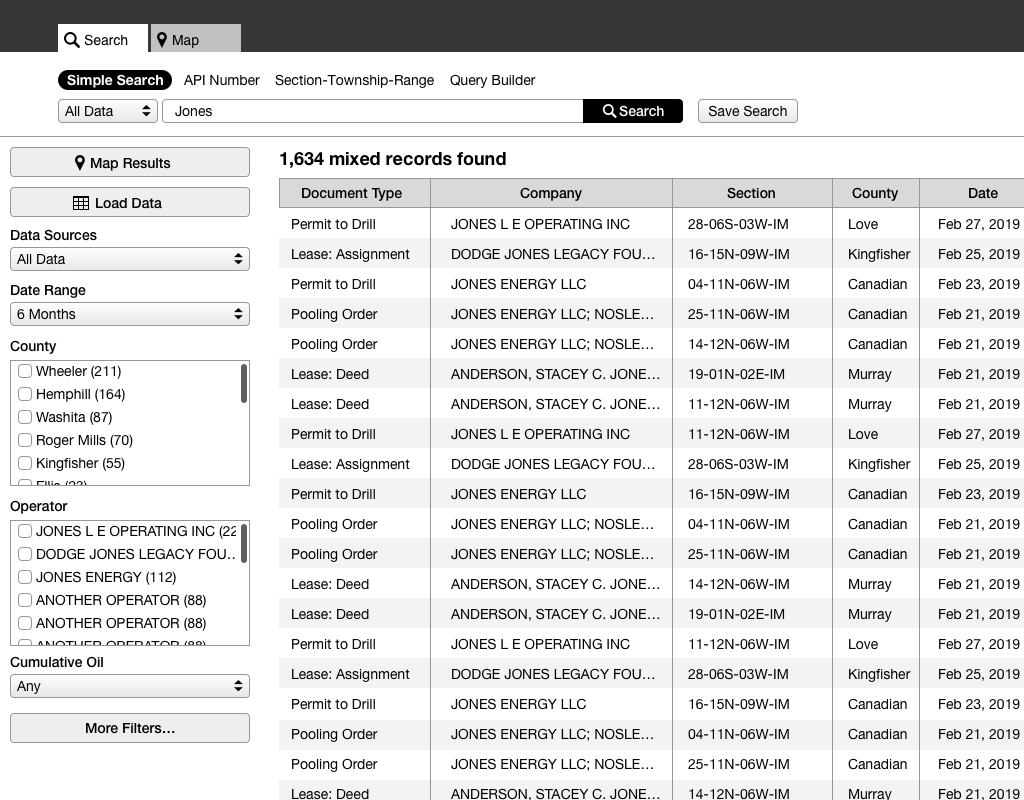 Search Map
Simple Search API Number Section-Township-Range Query Builder
All Data Jones Search Save Search
Map Results
Load Data
Data Sources
All Data
Date Range
6 Months
County
Wheeler (211)
Hemphill (164)
Washita (87)
Roger Mills (70)
Kingfisher (55)
Operator
JONES L E OPERATING INC (22
DODGE JONES LEGACY FOU…
JONES ENERGY (112)
ANOTHER OPERATOR (88)
ANOTHER OPERATOR (88)
ANOTHER OPERATOR (88)
Cumulative Oil
Any
More Filters…
1,634 mixed records found
Document Type Company Section County Date
Permit to Drill JONES L E OPERATING INC 28-06S-03W-IM Love Feb 27, 2019
Lease: Assignment DODGE JONES LEGACY FOU… 16-15N-09W-IM Kingfisher Feb 25, 2019
Permit to Drill JONES ENERGY LLC 04-11N-06W-IM Canadian Feb 23, 2019
Pooling Order JONES ENERGY LLC; NOSLE… 25-11N-06W-IM Canadian Feb 21, 2019
Pooling Order JONES ENERGY LLC; NOSLE… 14-12N-06W-IM Canadian Feb 21, 2019
Lease: Deed ANDERSON, STACEY C. JONE… 19-01N-02E-IM Murray Feb 21, 2019
Lease: Deed ANDERSON, STACEY C. JONE… 11-12N-06W-IM Murray Feb 21, 2019
Permit to Drill JONES L E OPERATING INC 11-12N-06W-IM Love Feb 27, 2019
Lease: Assignment DODGE JONES LEGACY FOU… 28-06S-03W-IM Kingfisher Feb 25, 2019
Permit to Drill JONES ENERGY LLC 16-15N-09W-IM Canadian Feb 23, 2019
Pooling Order JONES ENERGY LLC; NOSLE… 04-11N-06W-IM Canadian Feb 21, 2019
Pooling Order JONES ENERGY LLC; NOSLE… 25-11N-06W-IM Canadian Feb 21, 2019
Lease: Deed ANDERSON, STACEY C. JONE… 14-12N-06W-IM Murray Feb 21, 2019
Lease: Deed ANDERSON, STACEY C. JONE… 19-01N-02E-IM Murray Feb 21, 2019
Permit to Drill JONES L E OPERATING INC 11-12N-06W-IM Love Feb 27, 2019
Lease: Assignment DODGE JONES LEGACY FOU… 28-06S-03W-IM Kingfisher Feb 25, 2019
Permit to Drill JONES ENERGY LLC 16-15N-09W-IM Canadian Feb 23, 2019
Pooling Order JONES ENERGY LLC; NOSLE… 04-11N-06W-IM Canadian Feb 21, 2019
Pooling Order JONES ENERGY LLC; NOSLE… 25-11N-06W-IM Canadian Feb 21, 2019
Lease: Deed ANDERSON, STACEY C. JONE… 14-12N-06W-IM Murray Feb 21, 2019